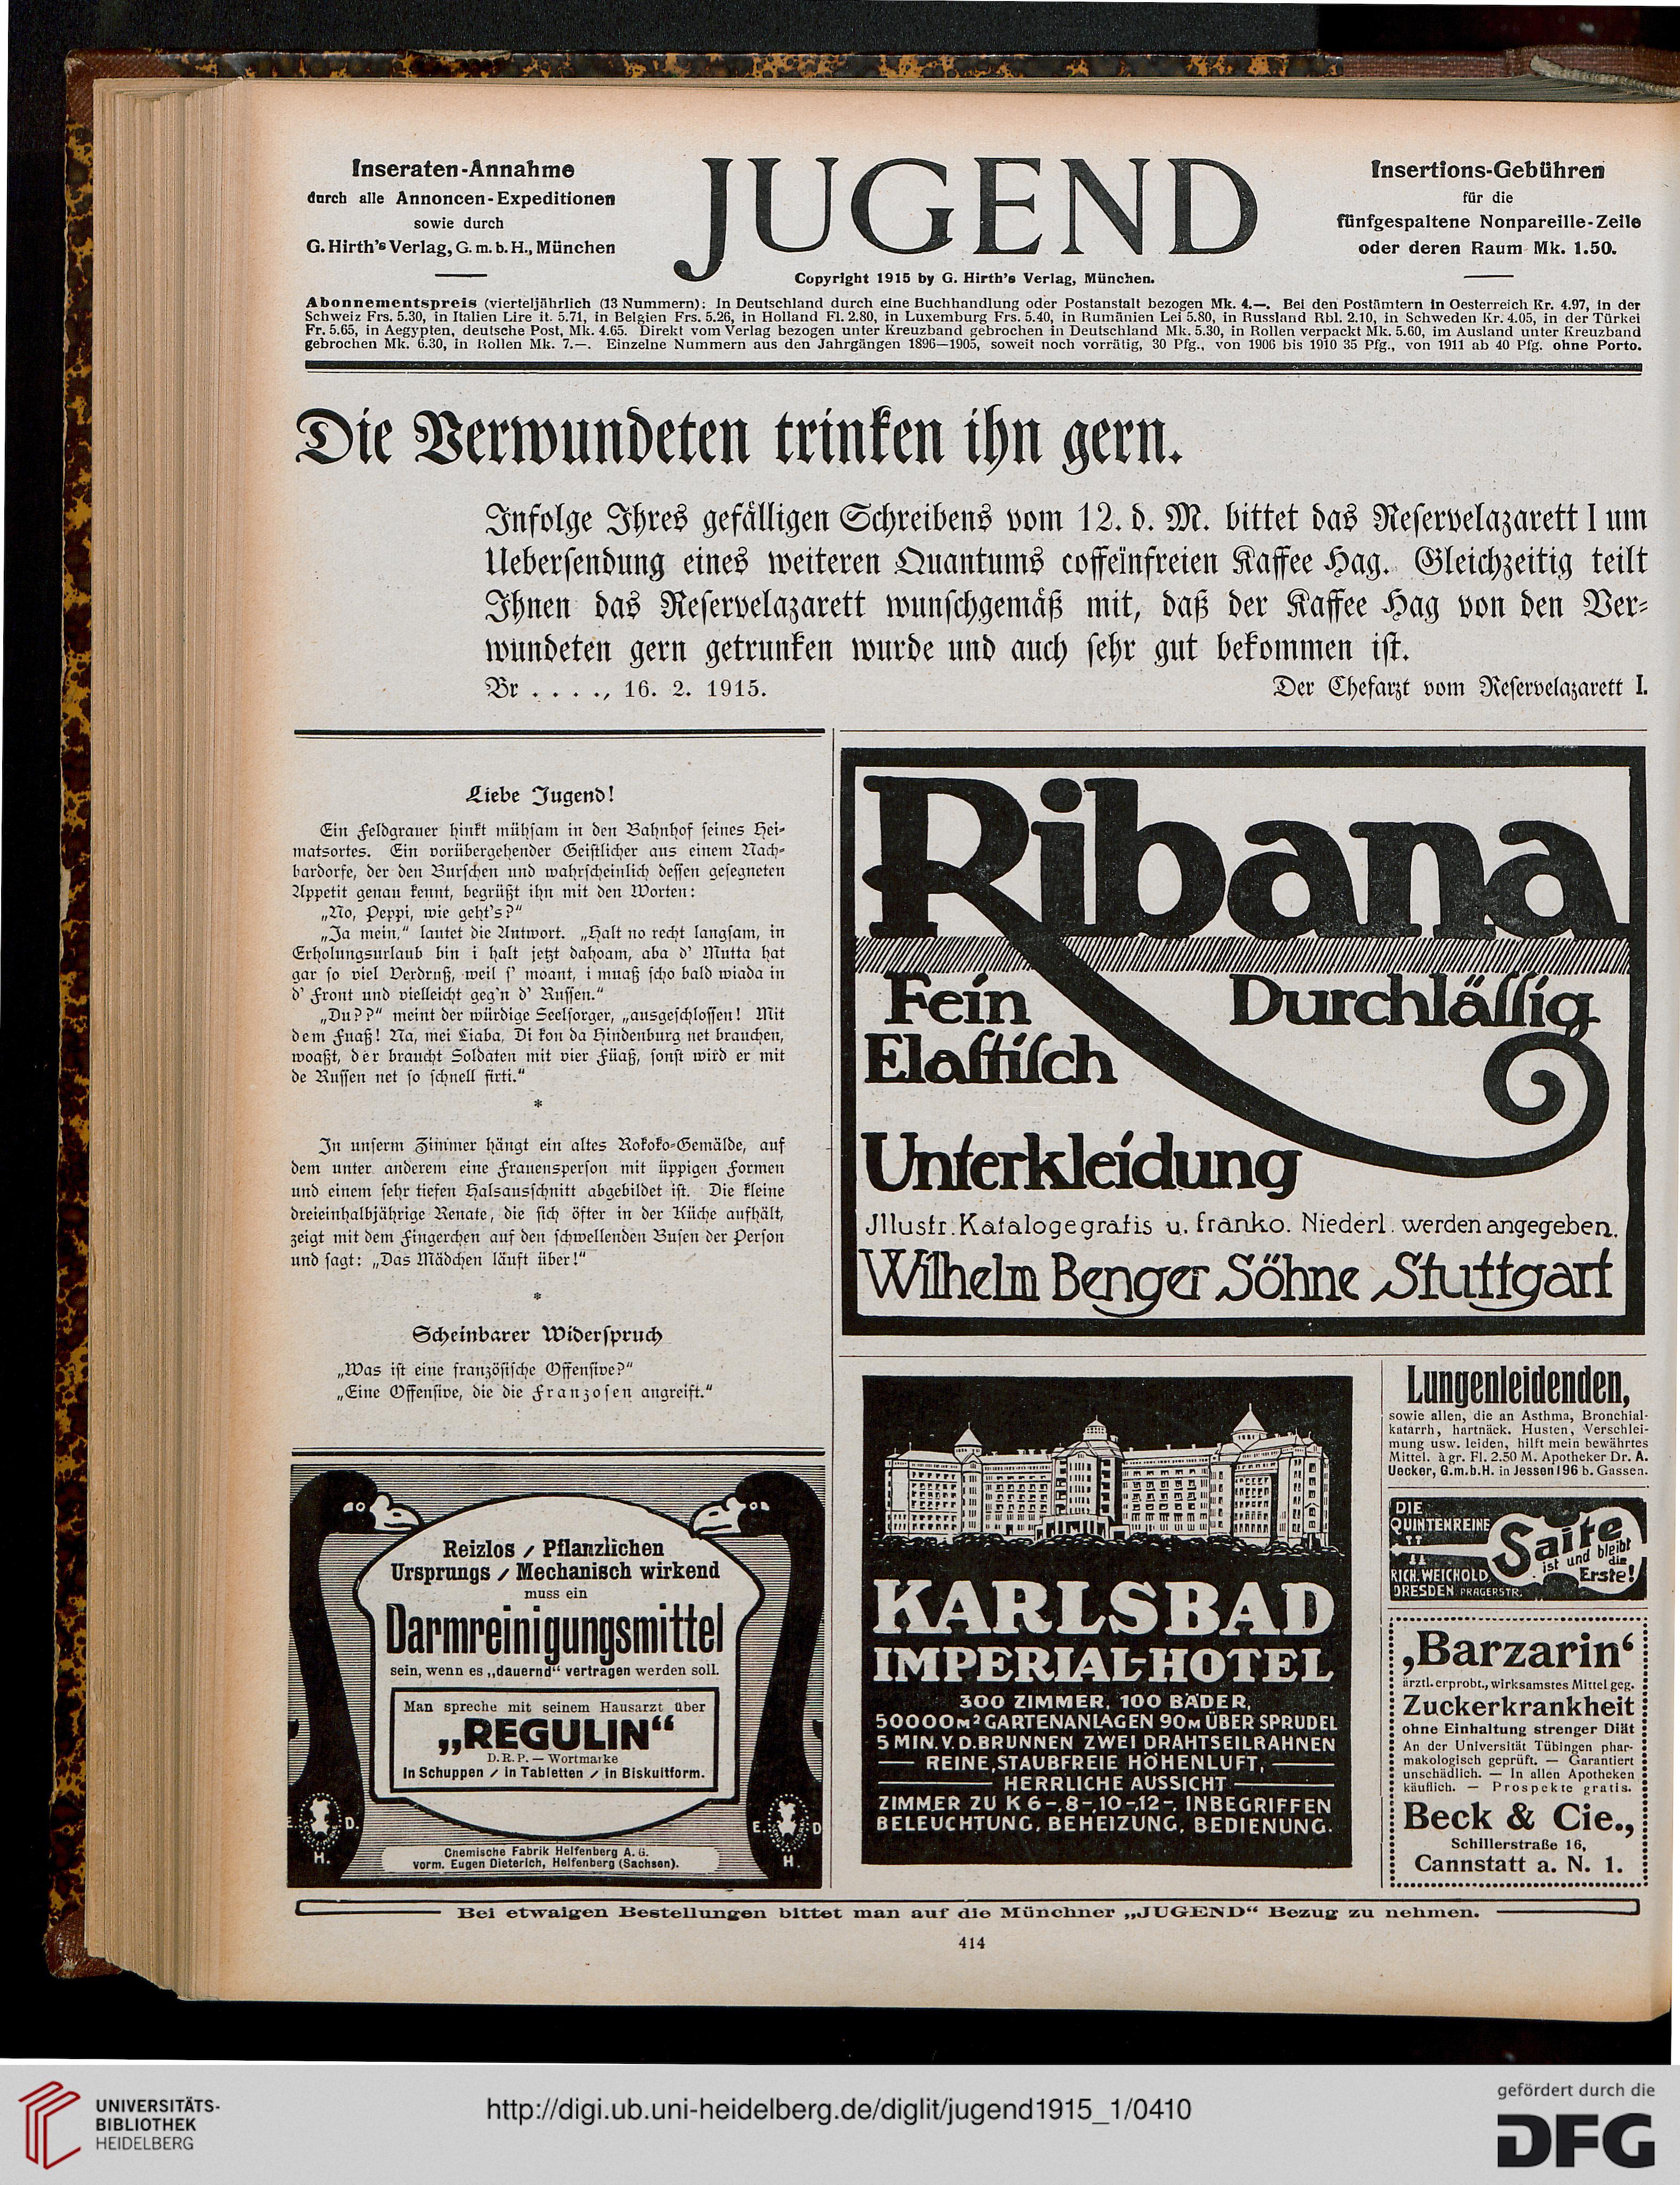 Inseraten-Annahme
durch alle Annoncen-Expeditionen
sowie durch
G. Hirth's Verlag, G. m. b. H., München
JUGEND
Copyright 1915 by G. Hirth's Verlag, München.
Insertions-Gebühren
für die
fünfgespaltene Nonpareille-Zeile
oder deren Raum Mk. 1.50.
Abonnementspreis (vierteljährlich (13 Nummern): In Deutschland durch eine Buchhandlung oder Postanstalt bezogen Mk. 4.—. Bei den Postämtern in Oesterreich Kr. 4.97, in der
Schweiz Frs. 5.30, in Italien Lire it. 5.71, in Belgien Frs. 5.26, in Holland Fl. 2.80, in Luxemburg Frs. 5.40, in Rumänien Lei 5.80, in Russland Rbl. 2.10, in Schweden Kr. 4.05, in der Türkei
Fr. 5.65, in Aegypten, deutsche Post, Mk. 4.65. Direkt vom Verlag bezogen unter Kreuzband gebrochen in Deutschland Mk. 5.30, in Rollen verpackt Mk. 5.60, im Ausland unter Kreuzband
gebrochen Mk. 6.30, in Rollen Mk. 7.—. Einzelne Nummern aus den Jahrgängen 1896—1905, soweit noch vorrätig, 30 Pfg., von 1906 bis 1910 35 Pfg., von 1911 ab 40 Pfg. ohne Porto.
Die Verwundeten trinken ihn gern.
Infolge Ihres gefälligen Schreibens vom 12. d. M. bittet das Reservelazarett I um
Uebersendung eines weiteren Quantums coffeinfreien Kaffee Hag. Gleichzeitig teilt
Ihnen das Reservelazarett wunschgemäß mit, daß der Kaffee Hag von den Ver-
wundeten gern getrunken wurde und auch sehr gut bekommen ist.
Br . . . ., 16. 2. 1915. Der Chefarzt vom Reservelazarett I.
Liebe Jugend!
Ein Feldgrauer hinkt mühsam in den Bahnhof seines Hei-
matsortes. Ein vorübergehender Geistlicher aus einem Nach-
bardorfe, der den Burschen und wahrscheinlich dessen gesegneten
Appetit genau kennt, begrüßt ihn mit den Worten:
„No, Peppi, wie geht's?"
„Ja mein," lautet die Antwort. „Halt no recht langsam, in
Erholungsurlaub bin i halt jetzt dahoam, aba d' Mutta hat
gar so viel Verdruß, weil s' moant, i muaß scho bald wiada in
d' Front und vielleicht geg'n d' Russen."
„Du??" meint der würdige Seelsorger, „ausgeschlossen! Mit
dem Fuaß! Na, mei Liaba, Di kon da Hindenburg net brauchen,
woaßt, der braucht Soldaten mit vier Füaß, sonst wird er mit
de Russen net so schnell firti."
*
In unserm Zimmer hängt ein altes Rokoko-Gemälde, auf
dem unter anderem eine Frauensperson mit üppigen Formen
und einem sehr tiefen Halsausschnitt abgebildet ist. Die kleine
dreieinhalbjährige Renate, die sich öfter in der Küche aufhält,
zeigt mit dem Fingerchen auf den schwellenden Busen der Person
und sagt: „Das Mädchen läuft über!"
*
Scheinbarer Widerspruch
„Was ist eine französische Offensive?"
„Eine Offensive, die die Franzosen angreift."
Reizlos / Pflanzlichen
Ursprungs / Mechanisch wirkend
muss ein
Darmreinigungsmittel
sein, wenn es „dauernd" vertragen werden soll.
Man spreche mit seinem Hausarzt über
„REGULIN“
D. R. P. — Wortmarke
In Schuppen / in Tabletten / in Biskuitform.
E. D.
H.
E. D
H.
Chemische Fabrik Helfenberg A. G.
vorm. Eugen Dieterich, Helfenberg (Sachsen).
Ribana
Fein Durchlässig
Elastisch
Unterkleidung
Illustr. Kataloge gratis u. franko. Niederl. werden angegeben.
Wilhelm Benger Söhne Stuttgart
KARLSBAD
IMPERIAL-HOTEL
300 ZIMMER, 100 BÄDER,
50000 M² GARTENANLAGEN 90 M ÜBER SPRUDEL
5 MIN. V. D. BRUNNEN ZWEI DRAHTSEILBAHNEN
REINE, STAUBFREIE HÖHENLUFT,
HERRLICHE AUSSICHT
ZIMMER ZU K 6-, 8-, 10-, 12-, INBEGRIFFEN
BELEUCHTUNG, BEHEIZUNG, BEDIENUNG.
Lungenleidenden,
sowie allen, die an Asthma, Bronchial-
katarrh, hartnäck. Husten, Verschlei-
mung usw. leiden, hilft mein bewährtes
Mittel. à gr. Fl. 2.50 M. Apotheker Dr. A.
Uecker, G.m.b.H. in Jessen 196 b. Gassen.
DIE
QUINTENREINE
Saite
ist und bleibt
die
Erste!
RICH. WEICHOLD
DRESDEN PRAGERSTR.
‚Barzarin‘
ärztl. erprobt., wirksamstes Mittel geg.
Zuckerkrankheit
ohne Einhaltung strenger Diät
An der Universität Tübingen phar-
makologisch geprüft. — Garantiert
unschädlich. — In allen Apotheken
käuflich. — Prospekte gratis.
Beck & Cie.,
Schillerstraße 16,
Cannstatt a. N. 1.
Bei etwaigen Bestellungen bittet man auf die Münchner „JUGEND“ Bezug zu nehmen.
414
UNIVERSITÄTS-
BIBLIOTHEK
HEIDELBERG
http://digi.ub.uni-heidelberg.de/diglit/jugend1915_1/0410
gefördert durch die
DFG